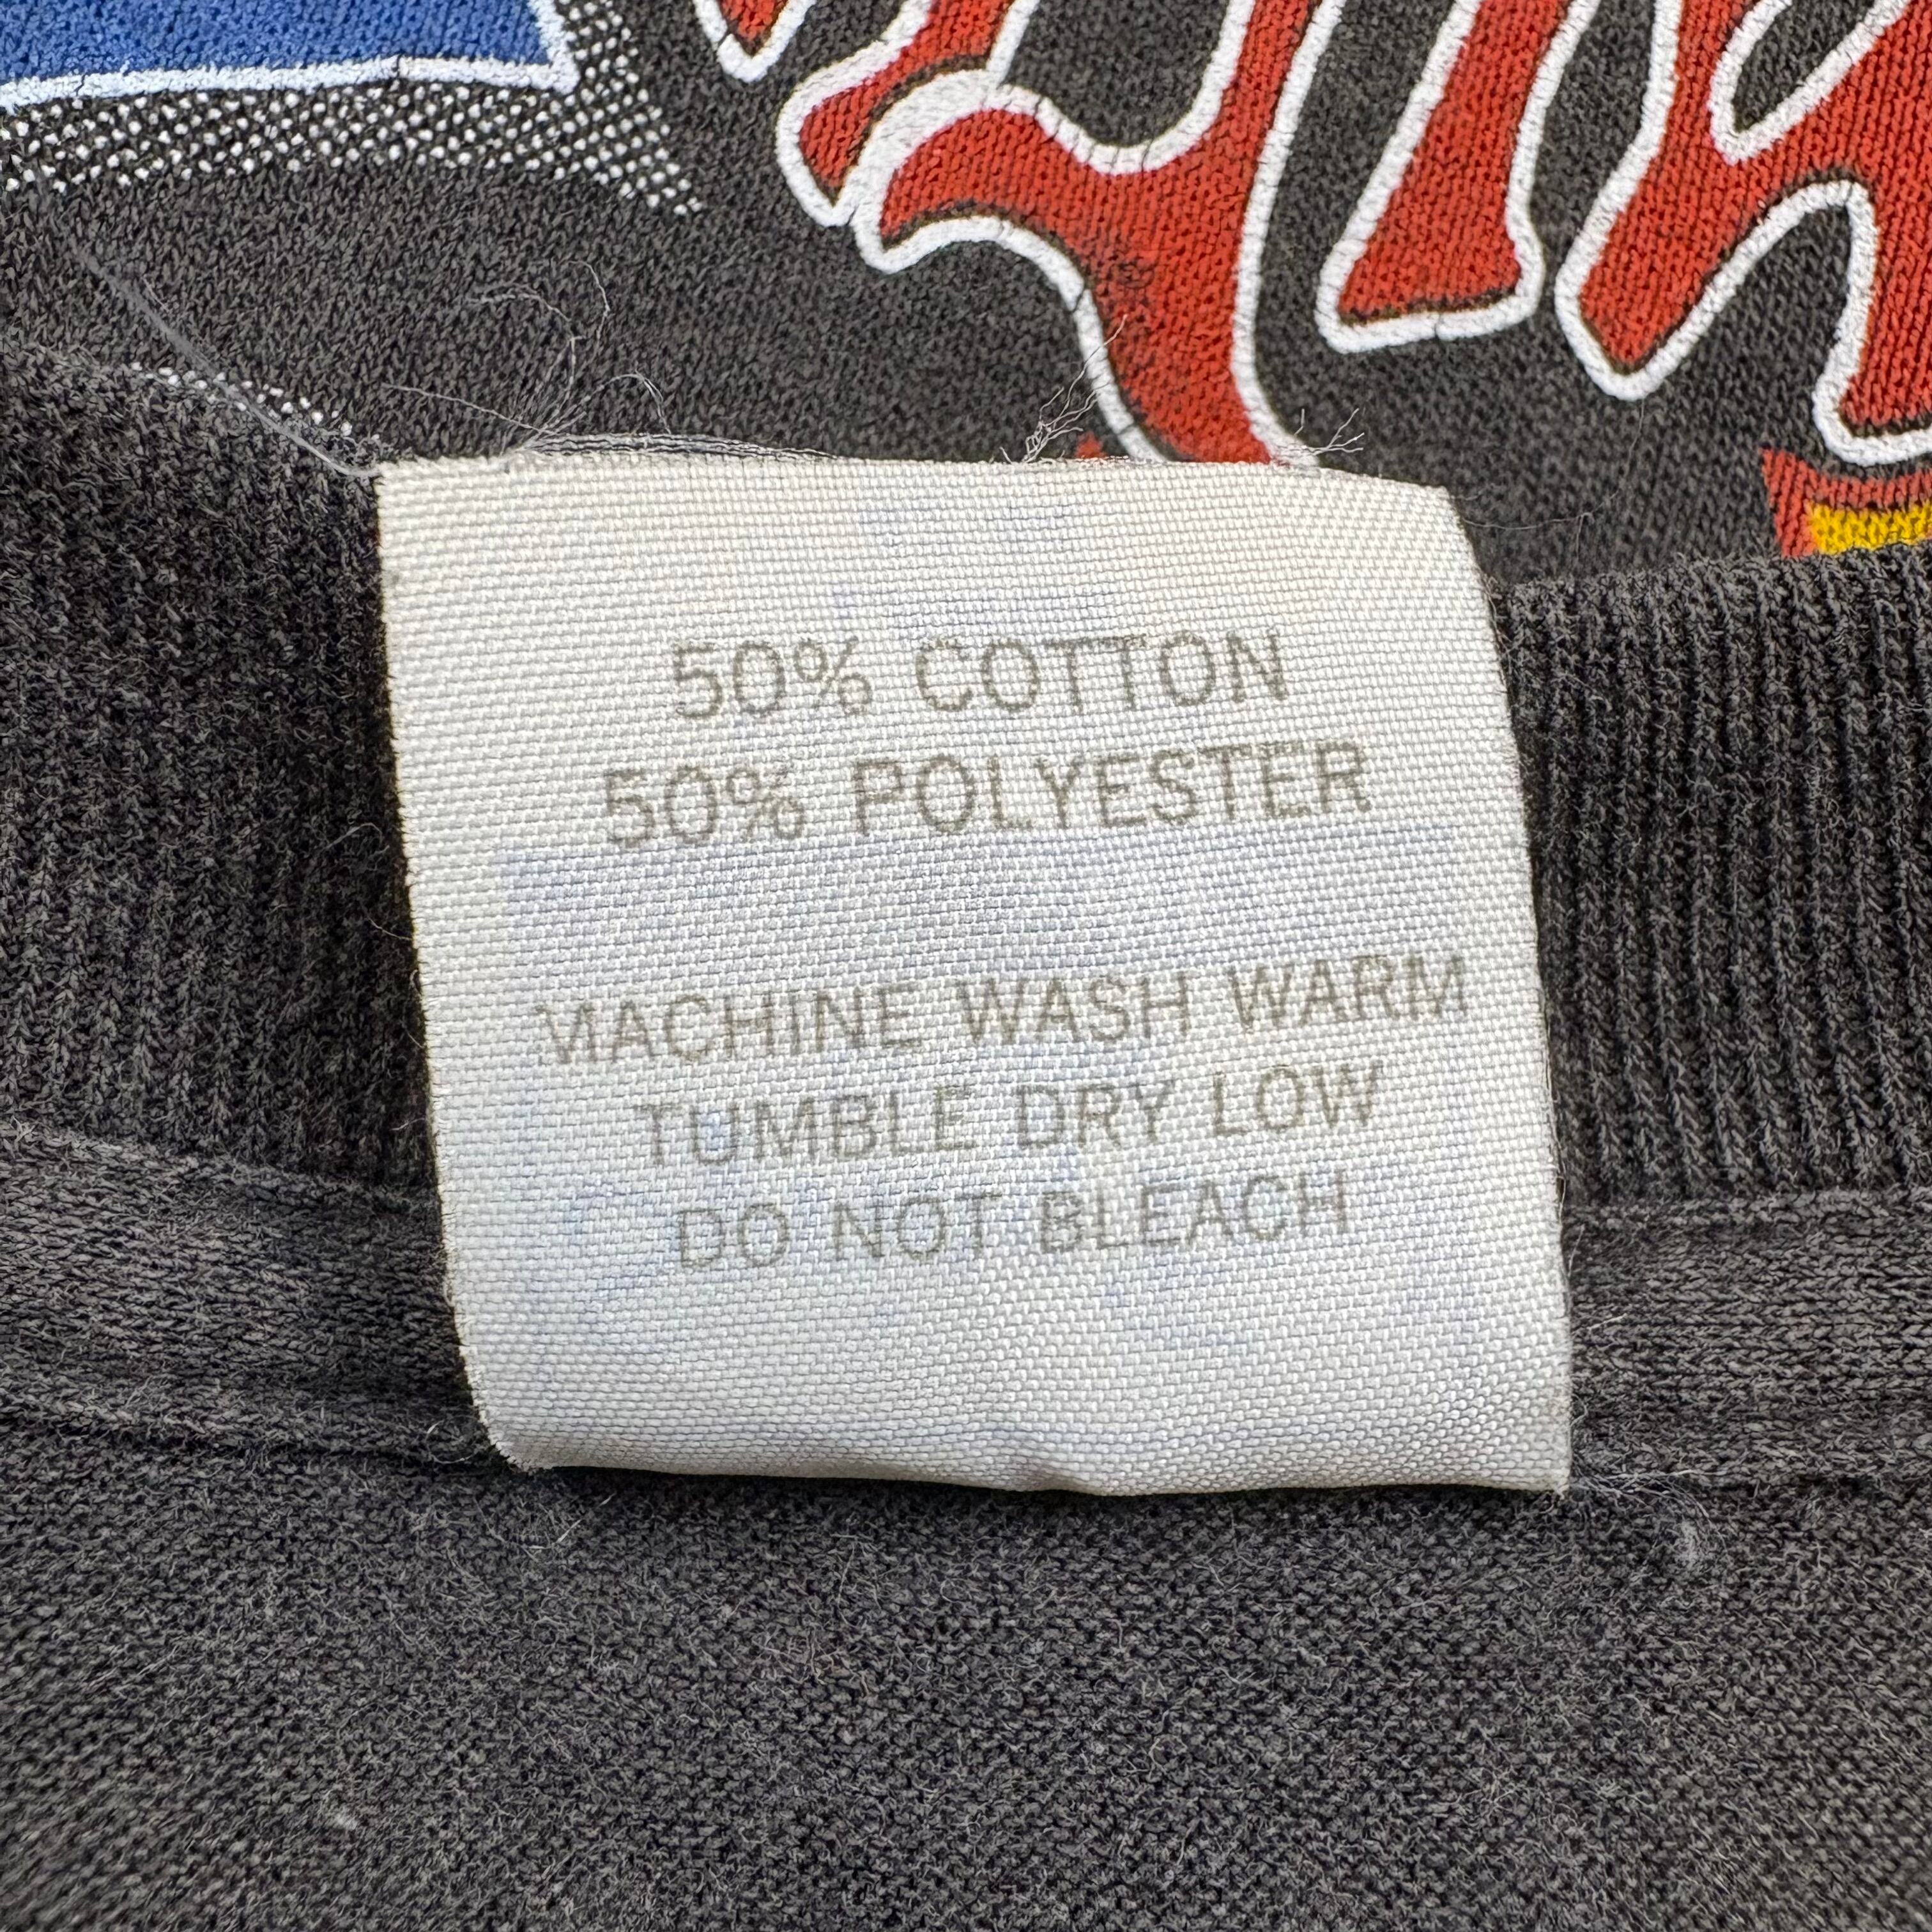 50% COTTON
50% POLYESTER
MACHINE WASH WARM
TUMBLE DRY LOW
DO NOT BLEACH